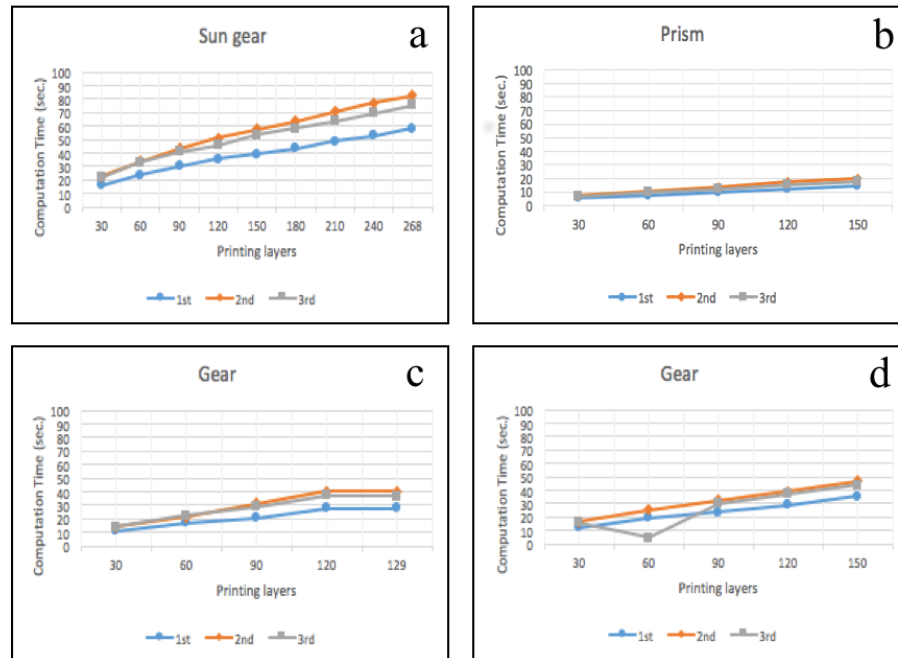 Sun gear
a
Computation Time (sec.)
100
90
80
70
60
50
40
30
20
10
0
30 60 90 120 150 180 210 240 268
Printing layers
1st 2nd 3rd
Prism
b
Computation Time (sec.)
100
90
80
70
60
50
40
30
20
10
0
30 60 90 120 150
Printing layers
1st 2nd 3rd
Gear
c
Computation Time (sec.)
100
90
80
70
60
50
40
30
20
10
0
30 60 90 120 129
Printing layers
1st 2nd 3rd
Gear
d
Computation Time (sec.)
100
90
80
70
60
50
40
30
20
10
0
30 60 90 120 150
Printing layers
1st 2nd 3rd